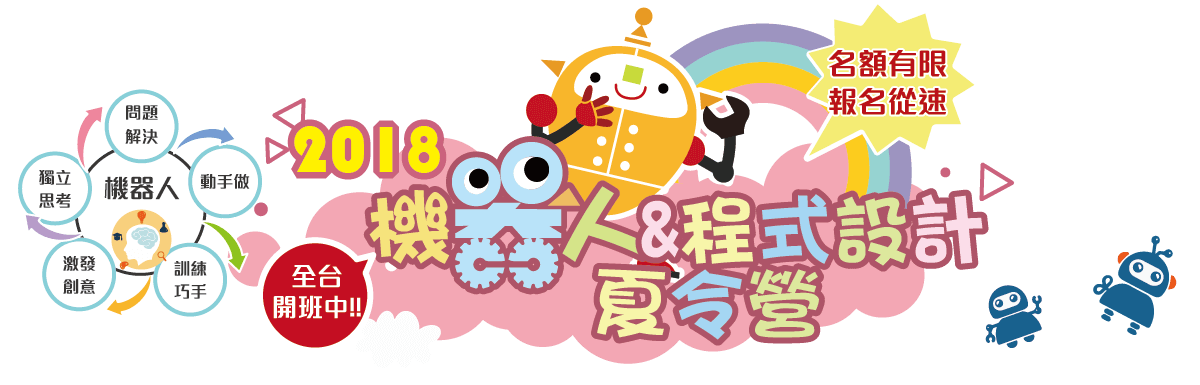 2018
機器人&程式設計
夏令營
名額有限
報名從速
全台
開班中!!
機器人
問題
解決
動手做
訓練
巧手
激發
創意
獨立
思考